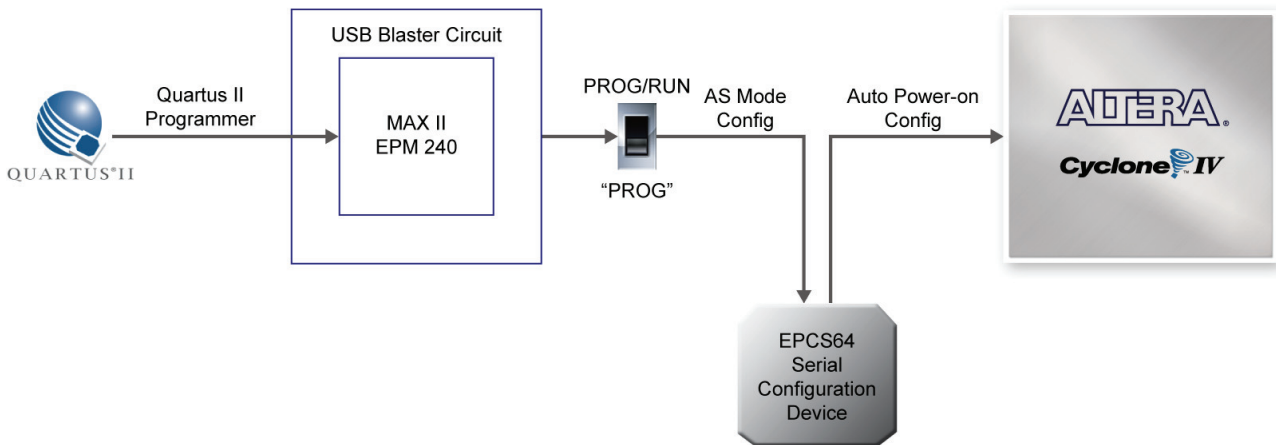 USB Blaster Circuit
Quartus II
Programmer
QUARTUS®II
MAX II
EPM 240
PROG/RUN
“PROG”
AS Mode
Config
Auto Power-on
Config
ALTERA®
Cyclone™ IV
EPCS64
Serial
Configuration
Device